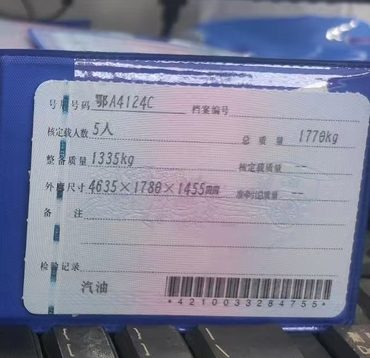 号牌号码 鄂A4124C 档案编号
核定载人数 5人 总质量 1770kg
整备质量 1335kg 核定载质量 --
外廓尺寸 4635×1780×1455mm 准牵引总质量 --
备注
检验记录
汽油
*4210033284755*